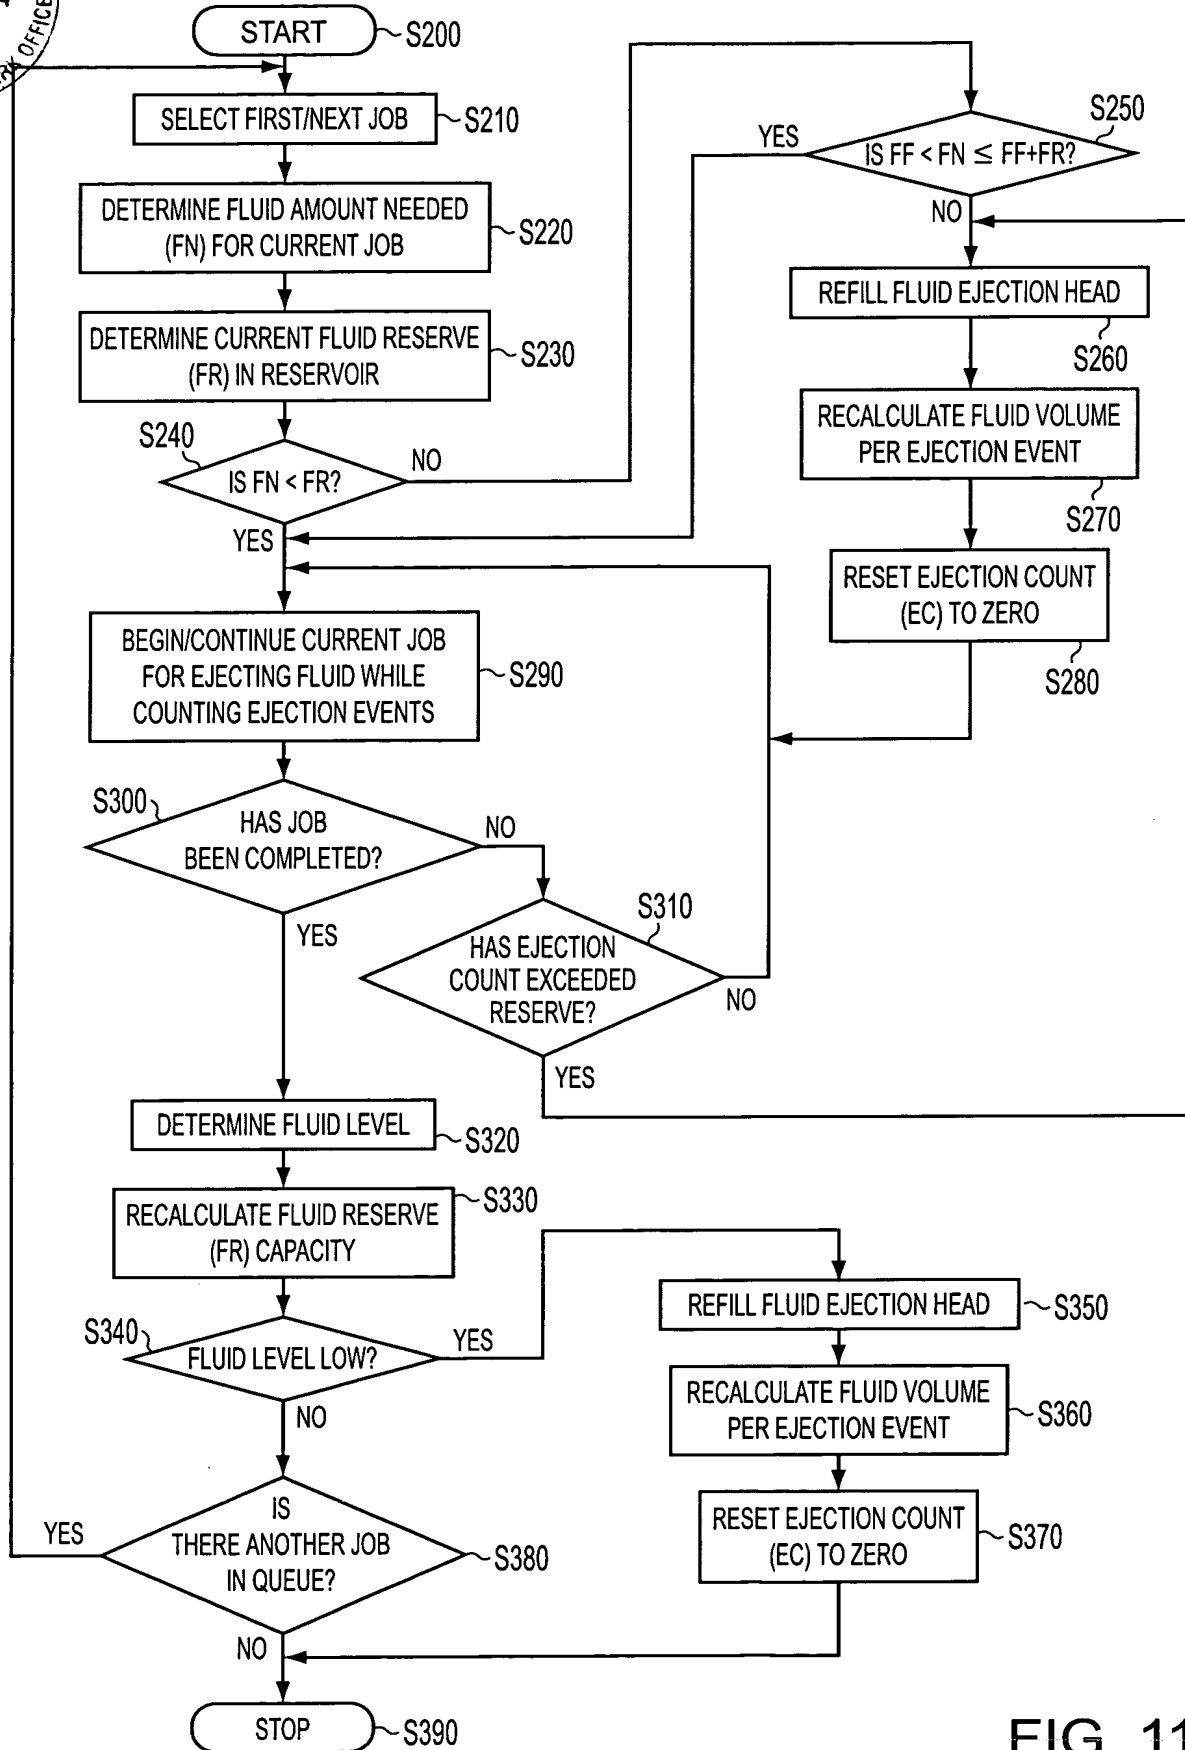 OFFICE
START
S200
SELECT FIRST/NEXT JOB
S210
DETERMINE FLUID AMOUNT NEEDED
(FN) FOR CURRENT JOB
S220
DETERMINE CURRENT FLUID RESERVE
(FR) IN RESERVOIR
S230
S240
IS FN < FR?
NO
YES
S250
YES
IS FF < FN ≤ FF+FR?
NO
REFILL FLUID EJECTION HEAD
S260
RECALCULATE FLUID VOLUME
PER EJECTION EVENT
S270
RESET EJECTION COUNT
(EC) TO ZERO
S280
BEGIN/CONTINUE CURRENT JOB
FOR EJECTING FLUID WHILE
COUNTING EJECTION EVENTS
S290
S300
HAS JOB
BEEN COMPLETED?
NO
YES
S310
HAS EJECTION
COUNT EXCEEDED
RESERVE?
NO
YES
DETERMINE FLUID LEVEL
S320
RECALCULATE FLUID RESERVE
(FR) CAPACITY
S330
S340
FLUID LEVEL LOW?
YES
NO
REFILL FLUID EJECTION HEAD
S350
RECALCULATE FLUID VOLUME
PER EJECTION EVENT
S360
RESET EJECTION COUNT
(EC) TO ZERO
S370
YES
IS
THERE ANOTHER JOB
IN QUEUE?
S380
NO
STOP
S390
FIG. 11